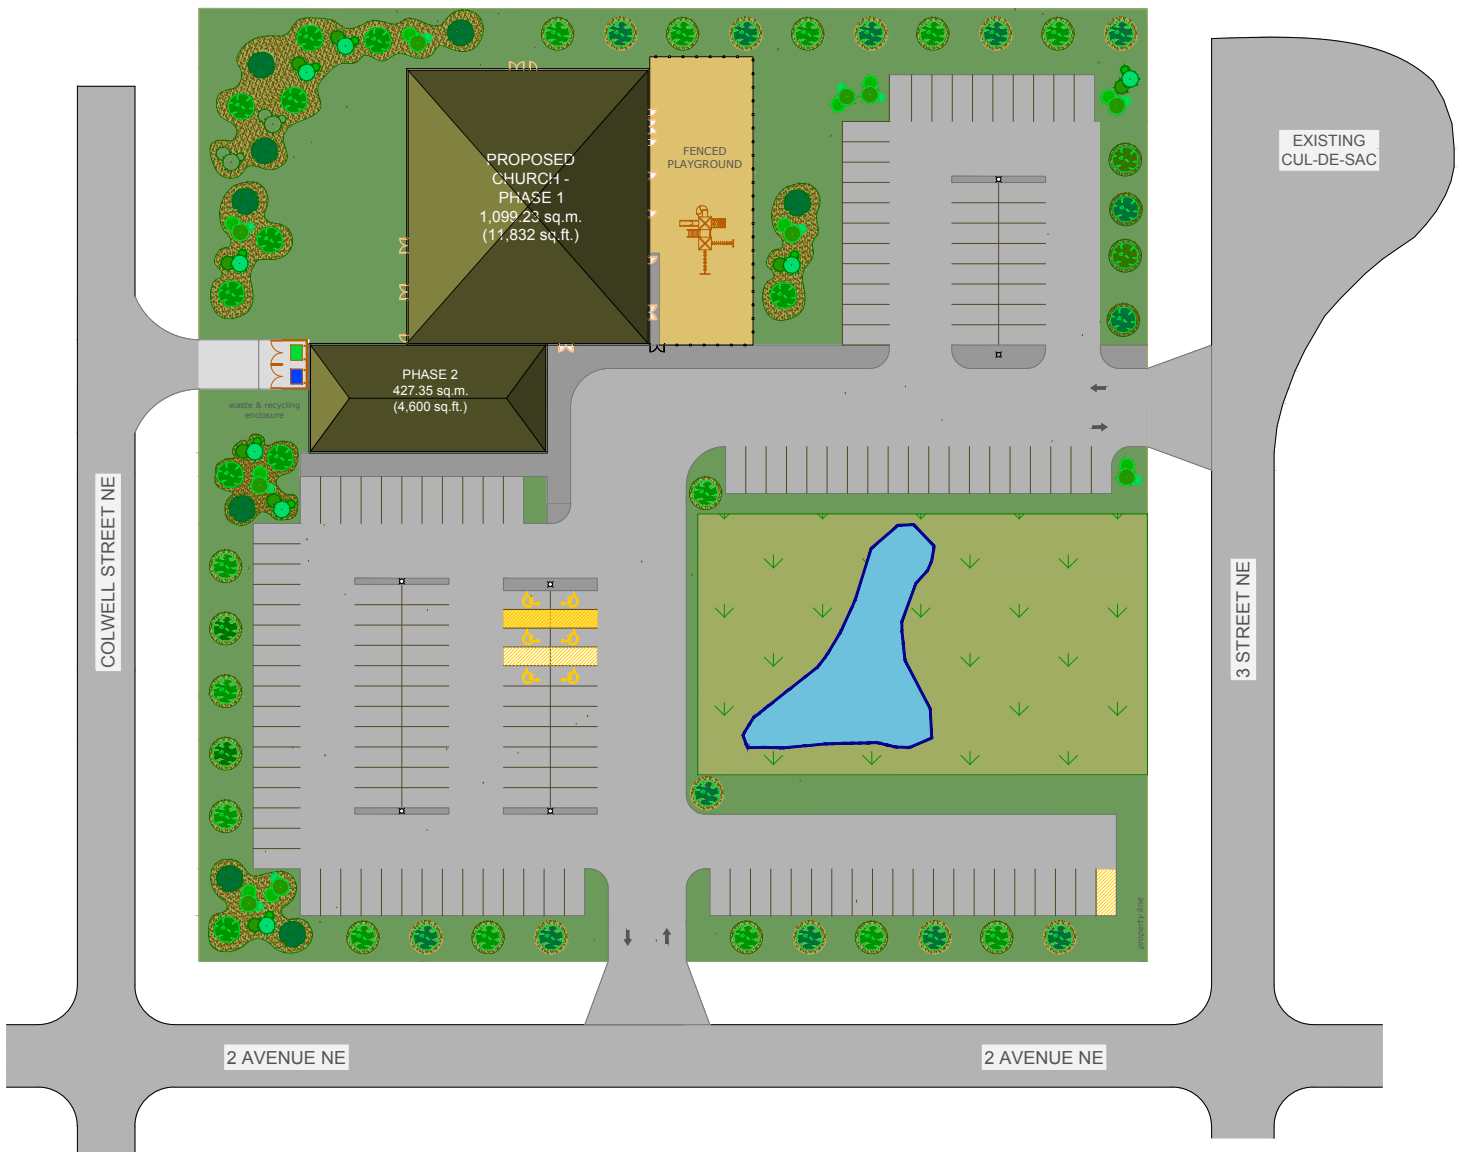 EXISTING
CUL-DE-SAC
FENCED
PLAYGROUND
PROPOSED
CHURCH -
PHASE 1
1,099.23 sq.m.
(11,832 sq.ft.)
PHASE 2
427.35 sq.m.
(4,600 sq.ft.)
waste & recycling
enclosure
COLWELL STREET NE
3 STREET NE
property line
2 AVENUE NE
2 AVENUE NE